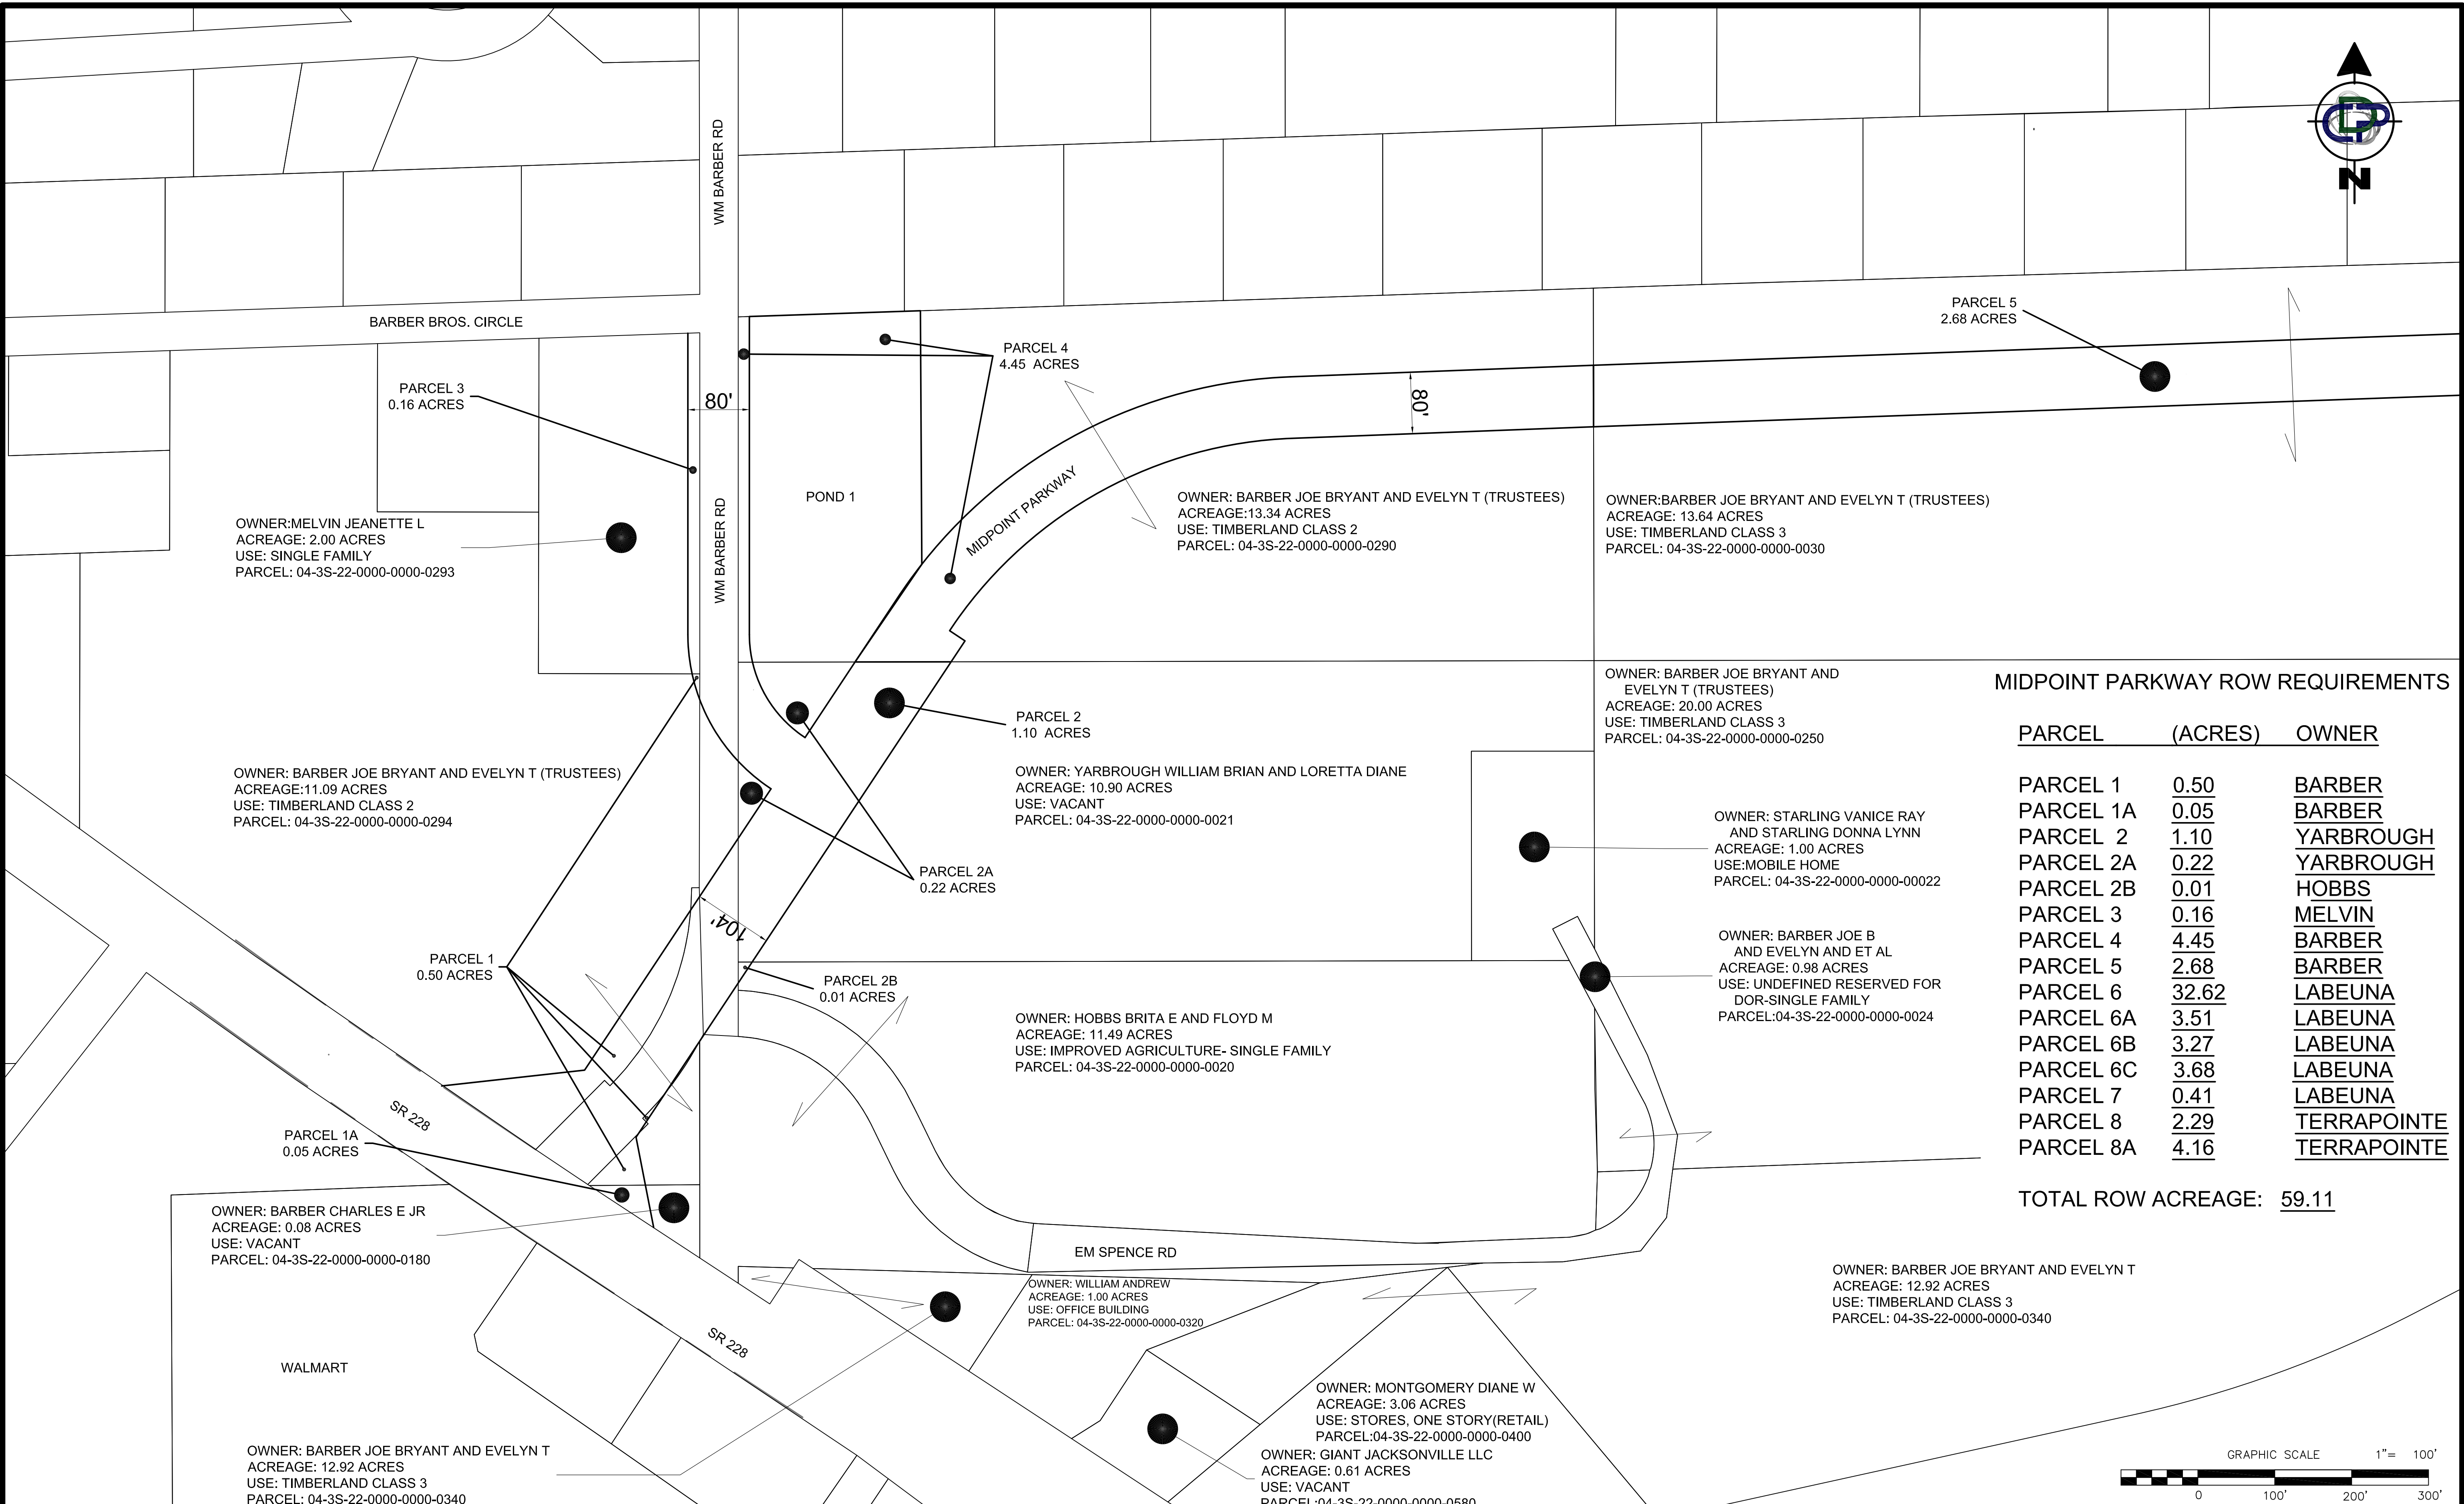 WM BARBER RD
N
BARBER BROS. CIRCLE
PARCEL 3
0.16 ACRES
80'
PARCEL 4
4.45 ACRES
80'
PARCEL 5
2.68 ACRES
POND 1
WM BARBER RD
MIDPOINT PARKWAY
OWNER:MELVIN JEANETTE L
ACREAGE: 2.00 ACRES
USE: SINGLE FAMILY
PARCEL: 04-3S-22-0000-0000-0293
OWNER: BARBER JOE BRYANT AND EVELYN T (TRUSTEES)
ACREAGE:13.34 ACRES
USE: TIMBERLAND CLASS 2
PARCEL: 04-3S-22-0000-0000-0290
OWNER:BARBER JOE BRYANT AND EVELYN T (TRUSTEES)
ACREAGE: 13.64 ACRES
USE: TIMBERLAND CLASS 3
PARCEL: 04-3S-22-0000-0000-0030
OWNER: BARBER JOE BRYANT AND
EVELYN T (TRUSTEES)
ACREAGE: 20.00 ACRES
USE: TIMBERLAND CLASS 3
PARCEL: 04-3S-22-0000-0000-0250
PARCEL 2
1.10 ACRES
OWNER: BARBER JOE BRYANT AND EVELYN T (TRUSTEES)
ACREAGE:11.09 ACRES
USE: TIMBERLAND CLASS 2
PARCEL: 04-3S-22-0000-0000-0294
OWNER: YARBROUGH WILLIAM BRIAN AND LORETTA DIANE
ACREAGE: 10.90 ACRES
USE: VACANT
PARCEL: 04-3S-22-0000-0000-0021
OWNER: STARLING VANICE RAY
AND STARLING DONNA LYNN
ACREAGE: 1.00 ACRES
USE:MOBILE HOME
PARCEL: 04-3S-22-0000-0000-00022
PARCEL 2A
0.22 ACRES
104'
PARCEL 1
0.50 ACRES
PARCEL 2B
0.01 ACRES
OWNER: BARBER JOE B
AND EVELYN AND ET AL
ACREAGE: 0.98 ACRES
USE: UNDEFINED RESERVED FOR
DOR-SINGLE FAMILY
PARCEL:04-3S-22-0000-0000-0024
OWNER: HOBBS BRITA E AND FLOYD M
ACREAGE: 11.49 ACRES
USE: IMPROVED AGRICULTURE- SINGLE FAMILY
PARCEL: 04-3S-22-0000-0000-0020
SR 228
PARCEL 1A
0.05 ACRES
OWNER: BARBER CHARLES E JR
ACREAGE: 0.08 ACRES
USE: VACANT
PARCEL: 04-3S-22-0000-0000-0180
EM SPENCE RD
OWNER: WILLIAM ANDREW
ACREAGE: 1.00 ACRES
USE: OFFICE BUILDING
PARCEL: 04-3S-22-0000-0000-0320
SR 228
WALMART
OWNER: BARBER JOE BRYANT AND EVELYN T
ACREAGE: 12.92 ACRES
USE: TIMBERLAND CLASS 3
PARCEL: 04-3S-22-0000-0000-0340
OWNER: MONTGOMERY DIANE W
ACREAGE: 3.06 ACRES
USE: STORES, ONE STORY(RETAIL)
PARCEL:04-3S-22-0000-0000-0400
OWNER: GIANT JACKSONVILLE LLC
ACREAGE: 0.61 ACRES
USE: VACANT
PARCEL:04-3S-22-0000-0000-0580
OWNER: BARBER JOE BRYANT AND EVELYN T
ACREAGE: 12.92 ACRES
USE: TIMBERLAND CLASS 3
PARCEL: 04-3S-22-0000-0000-0340
MIDPOINT PARKWAY ROW REQUIREMENTS
PARCEL (ACRES) OWNER
PARCEL 1 0.50 BARBER
PARCEL 1A 0.05 BARBER
PARCEL 2 1.10 YARBROUGH
PARCEL 2A 0.22 YARBROUGH
PARCEL 2B 0.01 HOBBS
PARCEL 3 0.16 MELVIN
PARCEL 4 4.45 BARBER
PARCEL 5 2.68 BARBER
PARCEL 6 32.62 LABEUNA
PARCEL 6A 3.51 LABEUNA
PARCEL 6B 3.27 LABEUNA
PARCEL 6C 3.68 LABEUNA
PARCEL 7 0.41 LABEUNA
PARCEL 8 2.29 TERRAPOINTE
PARCEL 8A 4.16 TERRAPOINTE
TOTAL ROW ACREAGE: 59.11
GRAPHIC SCALE 1"= 100'
0 100' 200' 300'